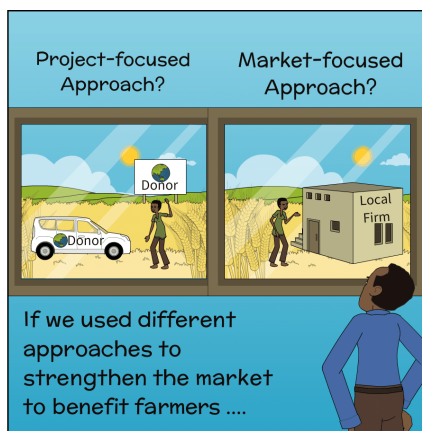 Project-focused
Approach?
Market-focused
Approach?
Donor
Donor
Local
Firm
If we used different
approaches to
strengthen the market
to benefit farmers ....